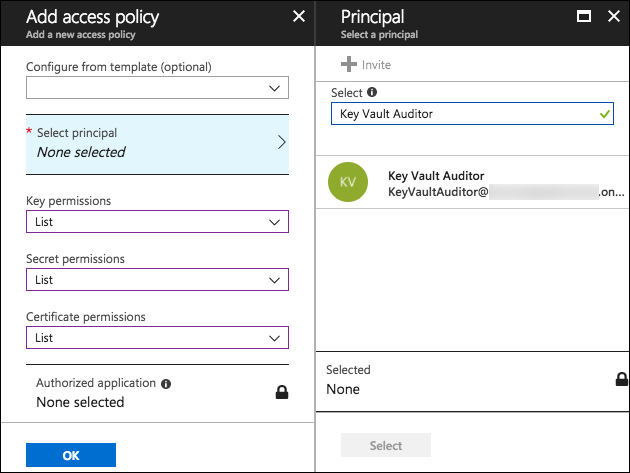 Add access policy
Add a new access policy
Configure from template (optional)
* Select principal
None selected
Key permissions
List
Secret permissions
List
Certificate permissions
List
Authorized application
None selected
OK
Principal
Select a principal
Invite
Select
Key Vault Auditor
KV
Key Vault Auditor
KeyVaultAuditor@ .on...
Selected
None
Select